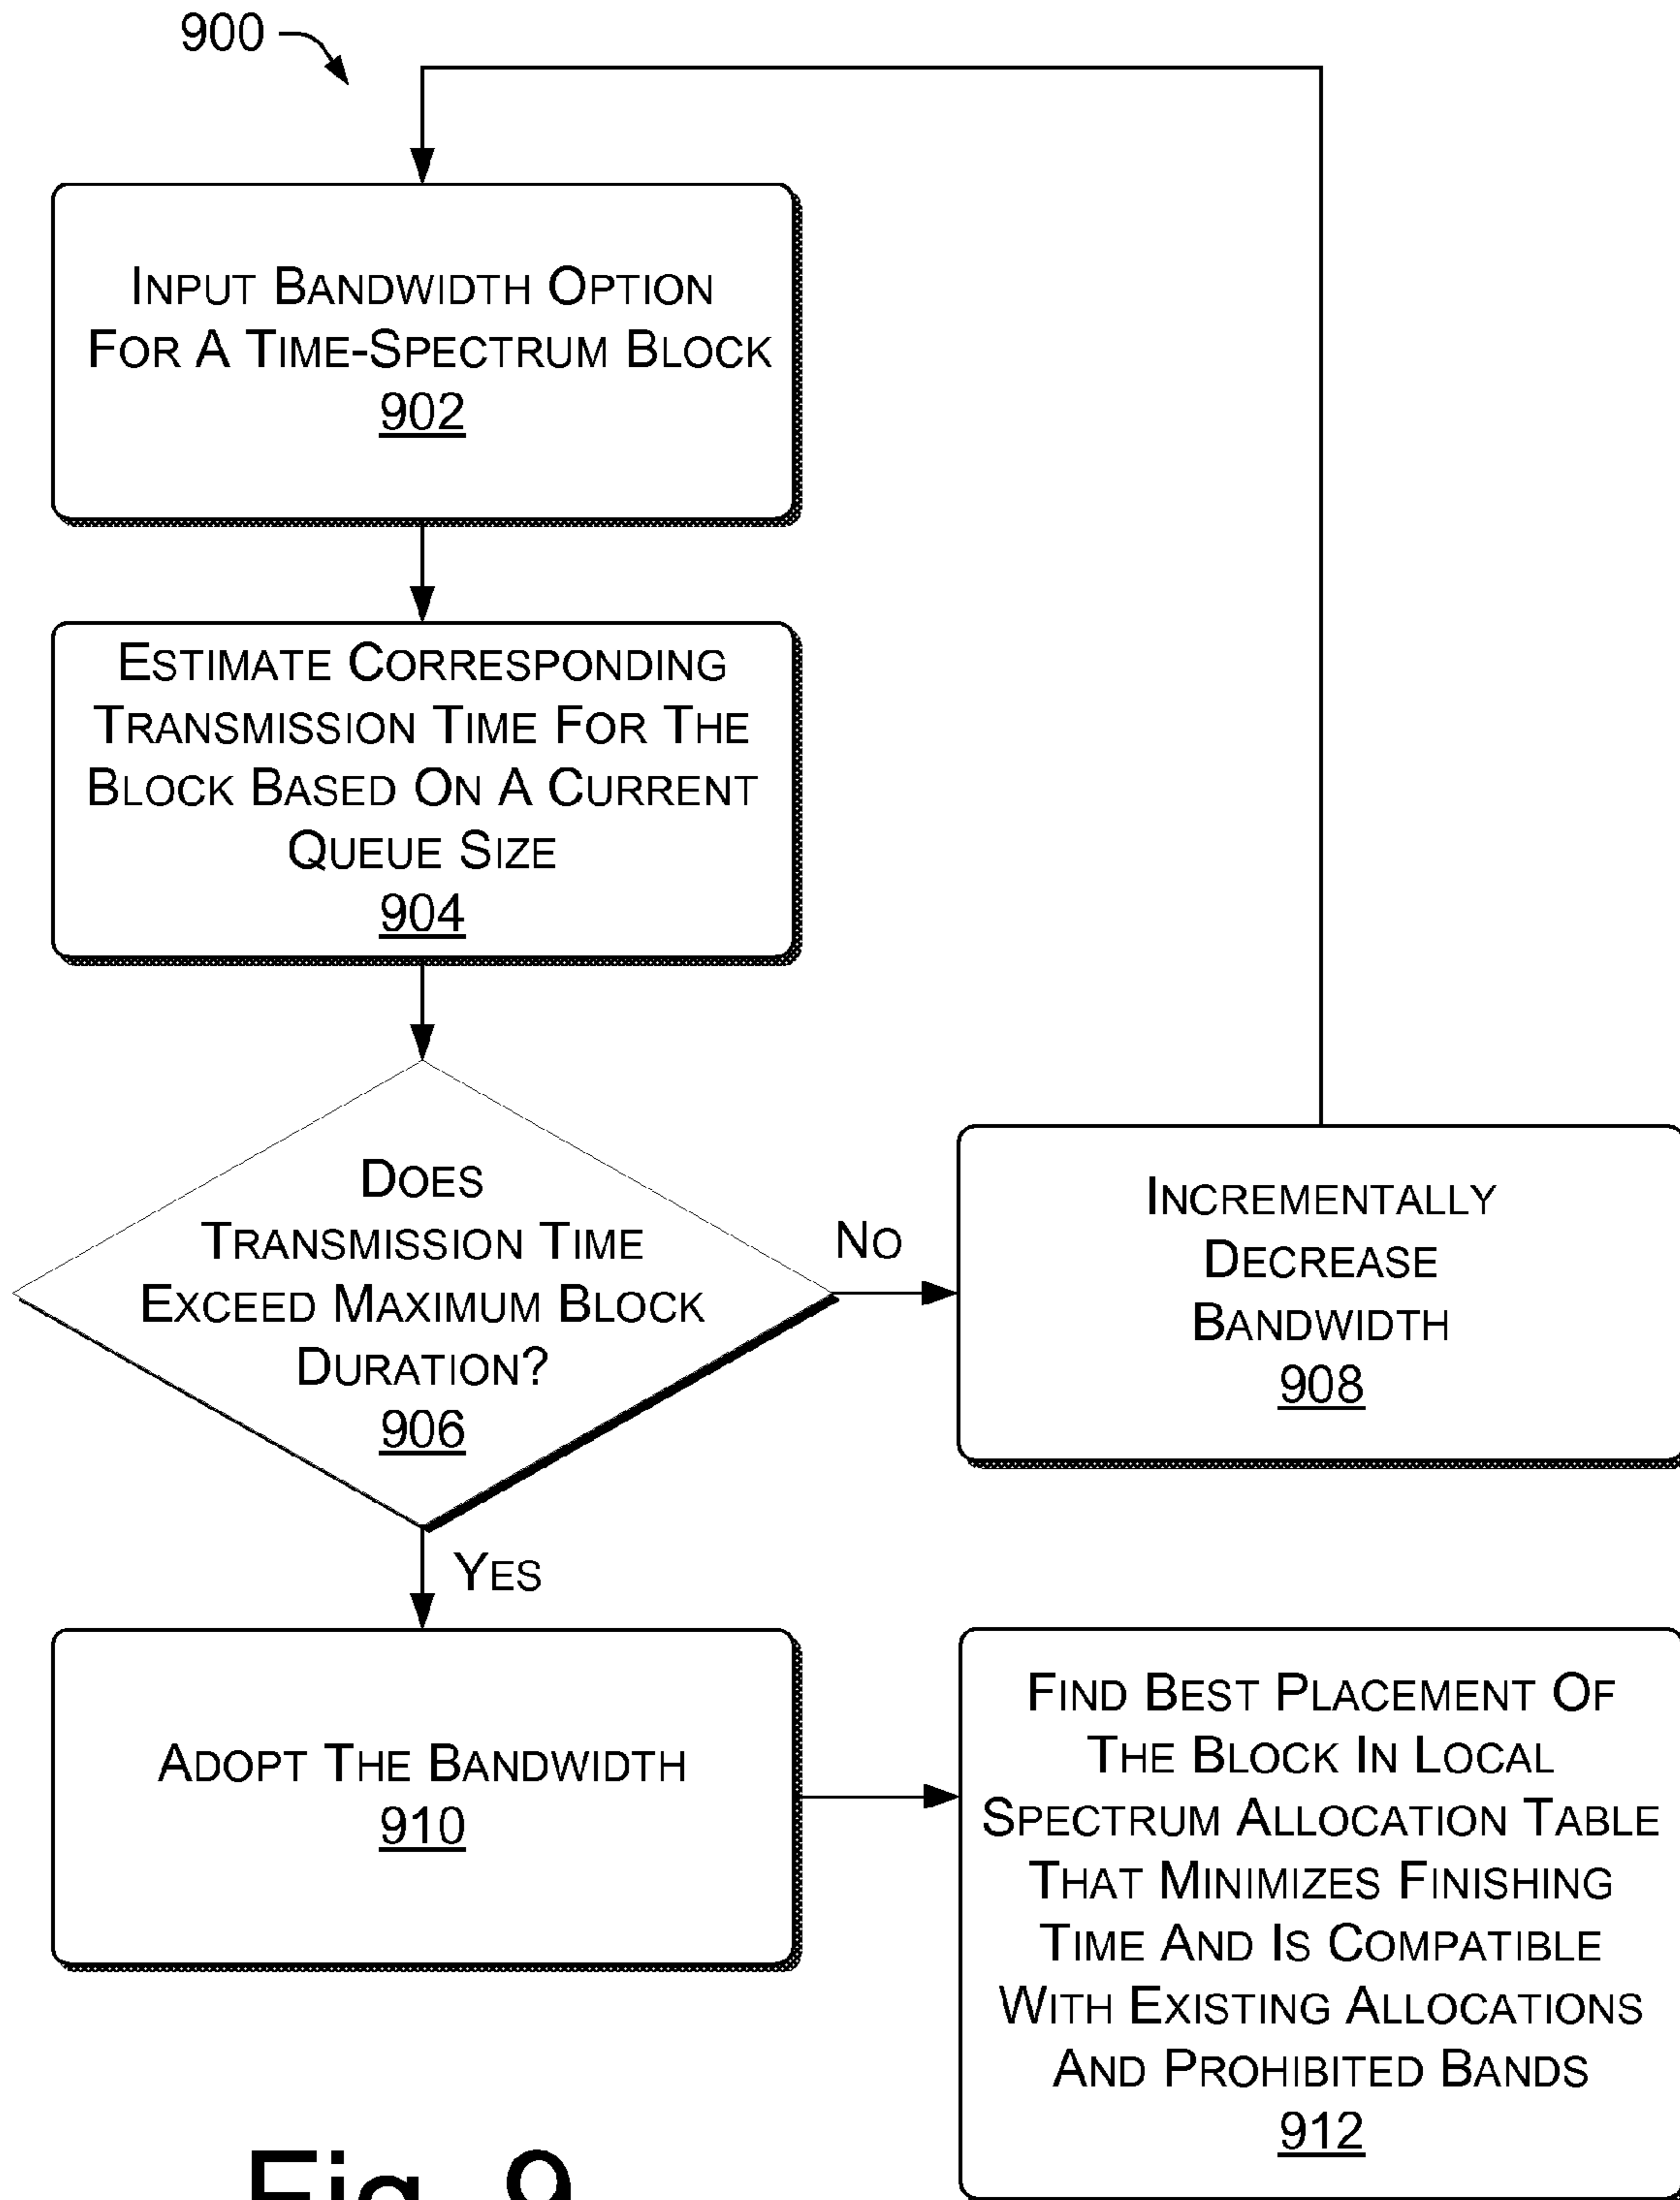 900
INPUT BANDWIDTH OPTION
FOR A TIME-SPECTRUM BLOCK
902
ESTIMATE CORRESPONDING
TRANSMISSION TIME FOR THE
BLOCK BASED ON A CURRENT
QUEUE SIZE
904
DOES
TRANSMISSION TIME
EXCEED MAXIMUM BLOCK
DURATION?
906
NO
INCREMENTALLY
DECREASE
BANDWIDTH
908
YES
ADOPT THE BANDWIDTH
910
FIND BEST PLACEMENT OF
THE BLOCK IN LOCAL
SPECTRUM ALLOCATION TABLE
THAT MINIMIZES FINISHING
TIME AND IS COMPATIBLE
WITH EXISTING ALLOCATIONS
AND PROHIBITED BANDS
912
Fig. 9